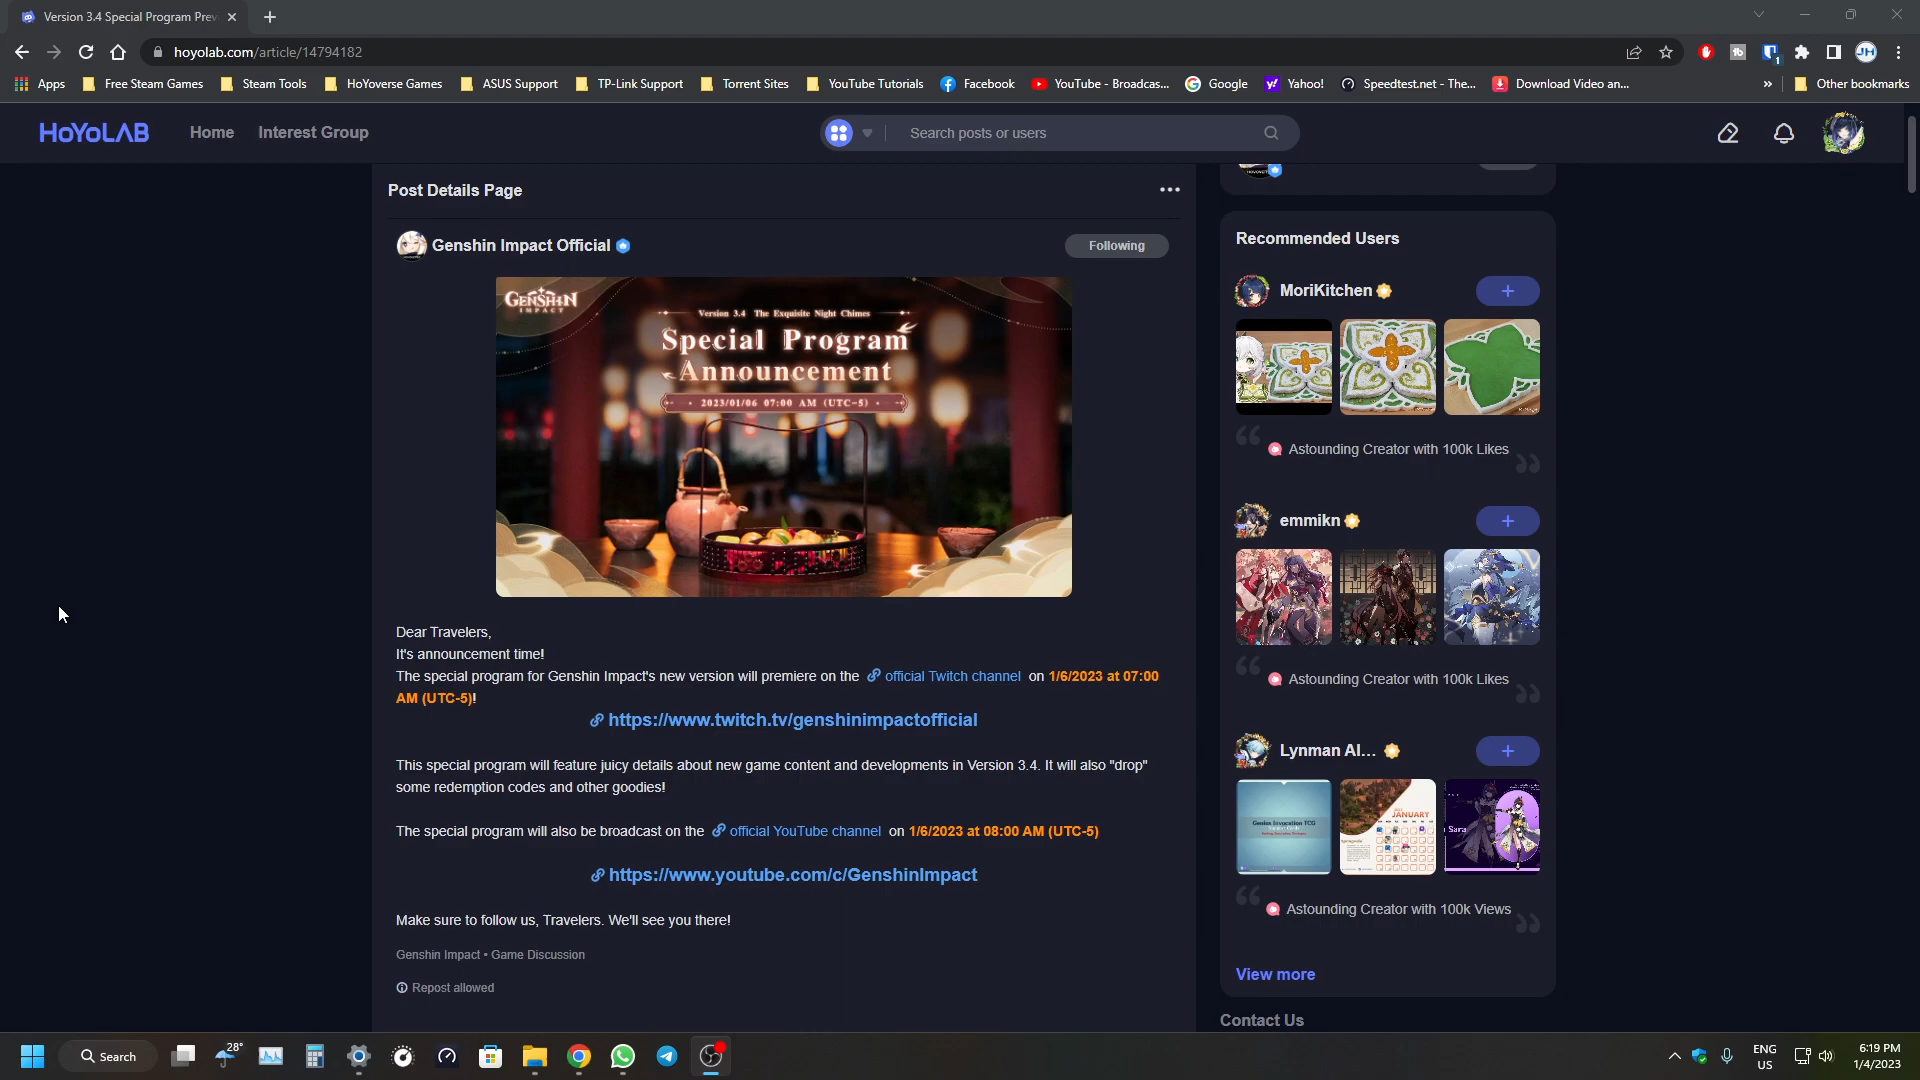 Version 3.4 Special Program Prev
hoyolab.com/article/14794182
JH
1
Apps
Free Steam Games
Steam Tools
HoYoverse Games
ASUS Support
TP-Link Support
Torrent Sites
YouTube Tutorials
Facebook
YouTube - Broadcas...
Google
Yahoo!
Speedtest.net - The...
Download Video an...
»
Other bookmarks
HoYoLAB
Home
Interest Group
Search posts or users
Post Details Page
Genshin Impact Official
Following
GENSHIN
IMPACT
Version 3.4 The Exquisite Night Chimes
Special Program
Announcement
2023/01/06 07:00 AM (UTC-5)
Dear Travelers,
It's announcement time!
The special program for Genshin Impact's new version will premiere on the official Twitch channel on 1/6/2023 at 07:00
AM (UTC-5)!
https://www.twitch.tv/genshinimpactofficial
This special program will feature juicy details about new game content and developments in Version 3.4. It will also "drop"
some redemption codes and other goodies!
The special program will also be broadcast on the official YouTube channel on 1/6/2023 at 08:00 AM (UTC-5)
https://www.youtube.com/c/GenshinImpact
Make sure to follow us, Travelers. We'll see you there!
Genshin Impact • Game Discussion
Repost allowed
Recommended Users
MoriKitchen
+
Astounding Creator with 100k Likes
emmikn
+
Astounding Creator with 100k Likes
Lynman Al...
+
Genius Invocation TCG
JANUARY
Sara
Astounding Creator with 100k Views
View more
Contact Us
Search
28°
ENG
US
6:19 PM
1/4/2023